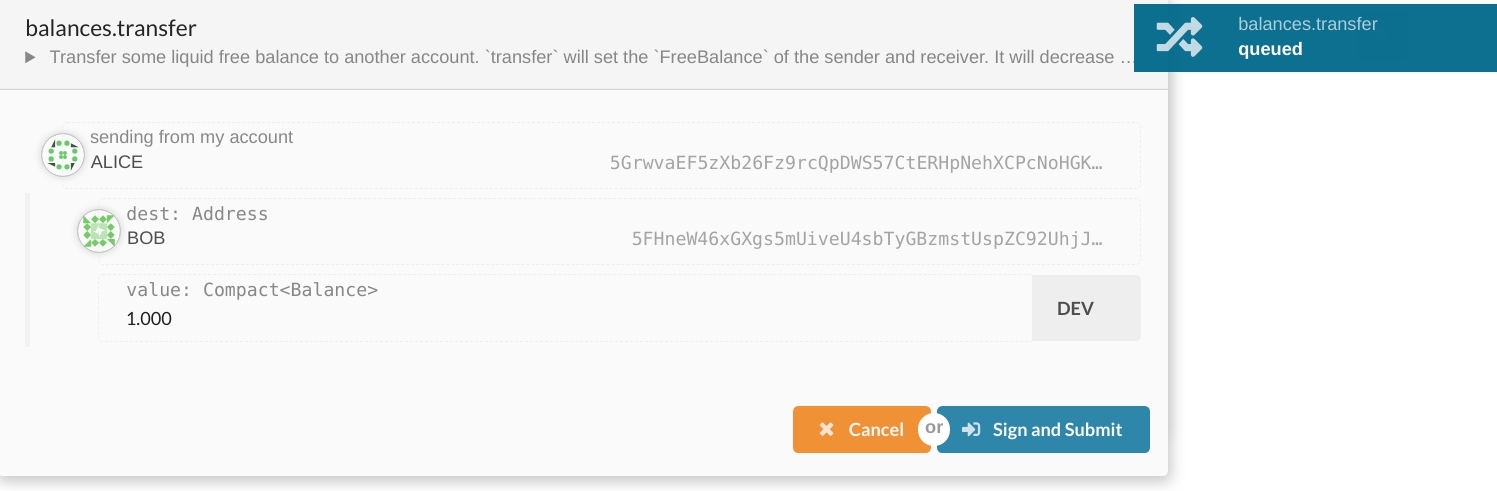 balances.transfer
Transfer some liquid free balance to another account. `transfer` will set the `FreeBalance` of the sender and receiver. It will decrease …
balances.transfer
queued
sending from my account
ALICE 5GrwvaEF5zXb26Fz9rcQpDWS57CtERHpNehXCPcNoHGK…
dest: Address
BOB 5FHneW46xGXgs5mUiveU4sbTyGBzmstUspZC92UhjJ…
value: Compact<Balance>
1.000 DEV
Cancel or Sign and Submit